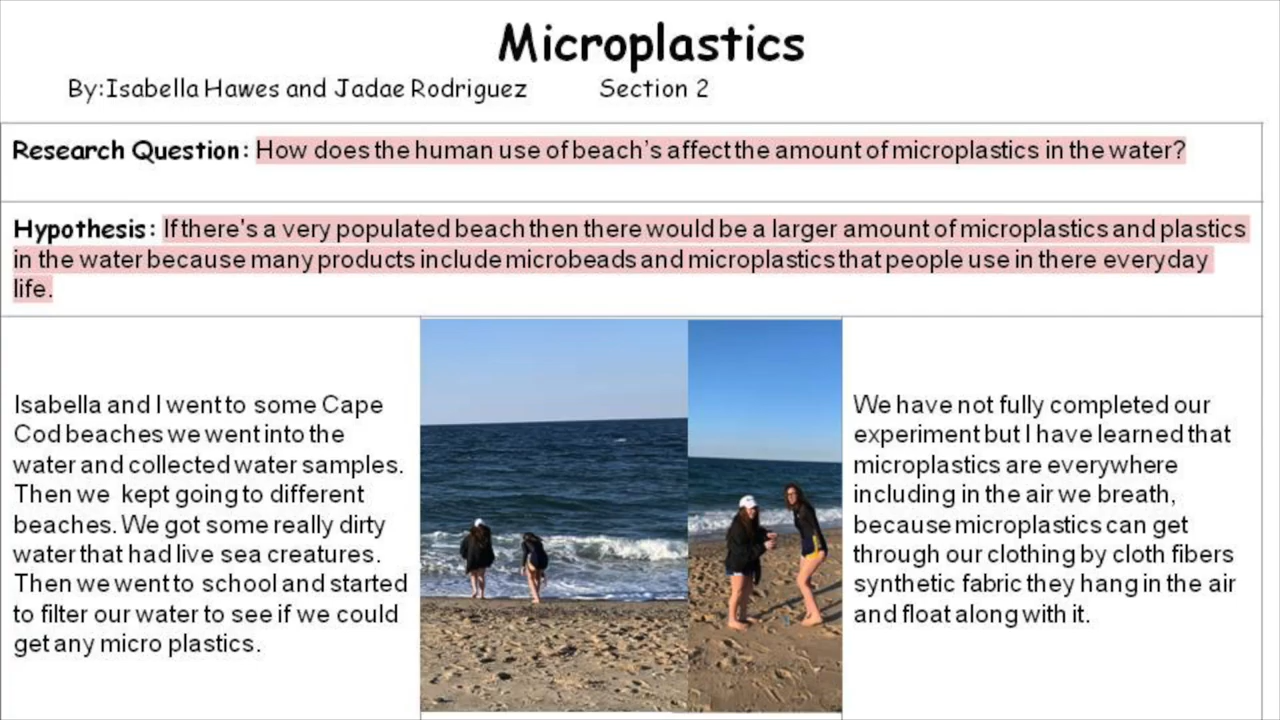 Microplastics
By:Isabella Hawes and Jadae Rodriguez Section 2
Research Question: How does the human use of beach's affect the amount of microplastics in the water?
Hypothesis: If there's a very populated beach then there would be a larger amount of microplastics and plastics
in the water because many products include microbeads and microplastics that people use in there everyday
life.
Isabella and I went to some Cape
Cod beaches we went into the
water and collected water samples.
Then we kept going to different
beaches. We got some really dirty
water that had live sea creatures.
Then we went to school and started
to filter our water to see if we could
get any micro plastics.
We have not fully completed our
experiment but I have learned that
microplastics are everywhere
including in the air we breath,
because microplastics can get
through our clothing by cloth fibers
synthetic fabric they hang in the air
and float along with it.